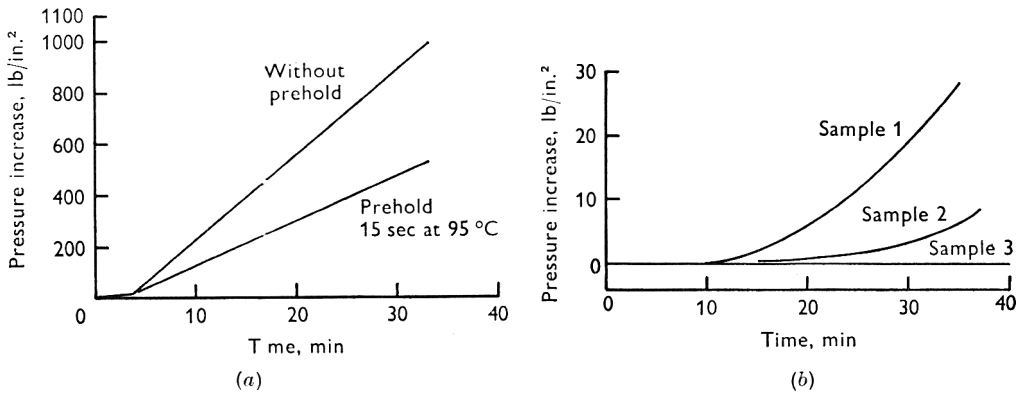 Pressure increase, lb/in.²
1100
1000
800
600
400
200
0
10
20
30
40
T me, min
Without
prehold
Prehold
15 sec at 95 °C
(a)
Pressure increase, lb/in.²
30
20
10
0
0
10
20
30
40
Time, min
Sample 1
Sample 2
Sample 3
(b)